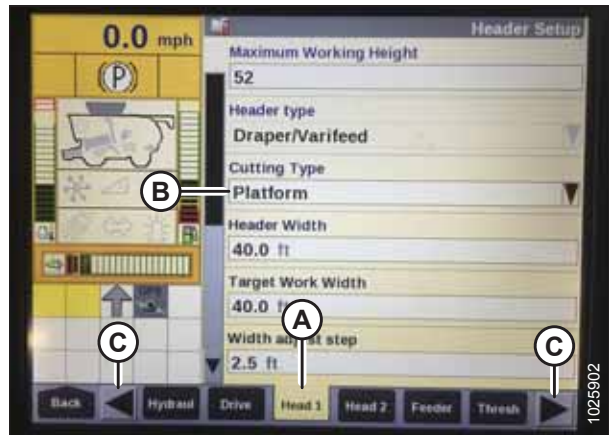 0.0 mph
Header Setup
Maximum Working Height
52
(P)
Header type
Draper/Varifeed
Cutting Type
B
Platform
Header Width
40.0 ft
Target Work Width
40.0 ft
A
Width adjust step
C
C
2.5 ft
Back
Hydraul
Drive
Head 1
Head 2
Feeder
Thresh
1025902